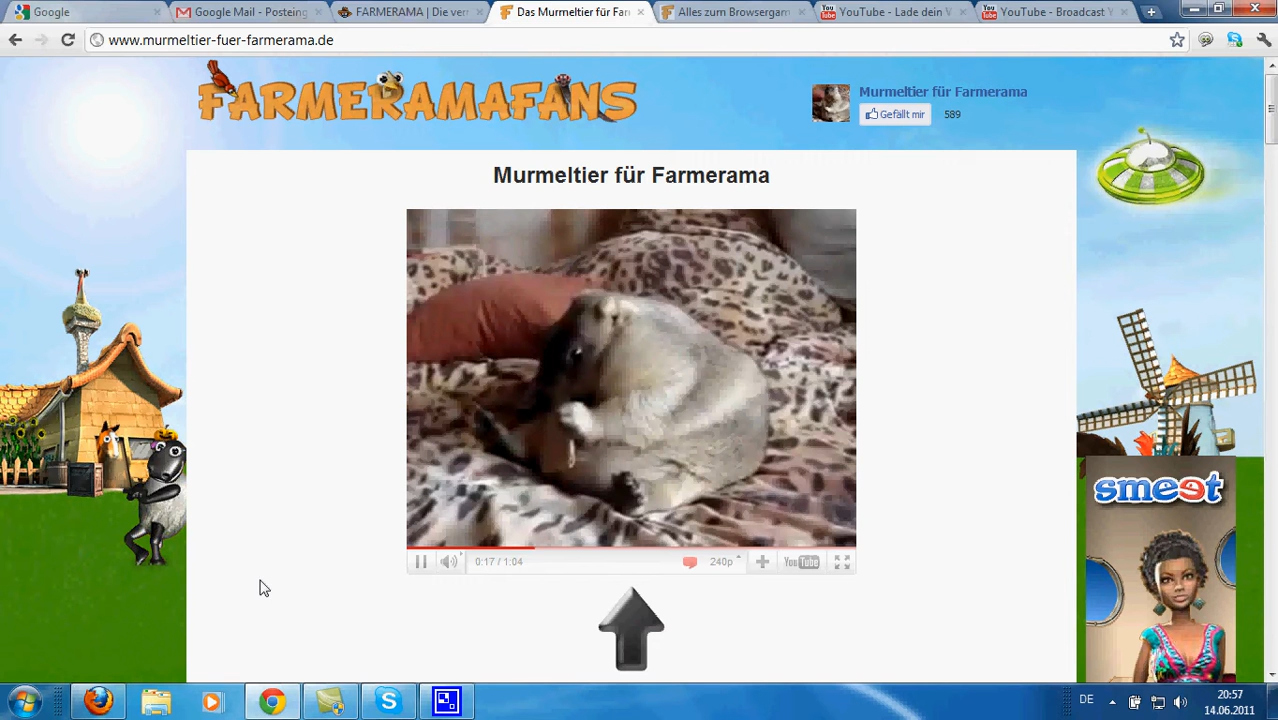 Google
Google Mail - Posteing
FARMERAMA | Die ver
Das Murmeltier für Far
Alles zum Browsergam
YouTube - Lade dein V
YouTube - Broadcast Y
www.murmeltier-fuer-farmerama.de
FARMERAMAFANS
Murmeltier für Farmerama
Gefällt mir
589
Murmeltier für Farmerama
0:17 / 1:04
240p
YouTube
smeet
DE
20:57
14.06.2011